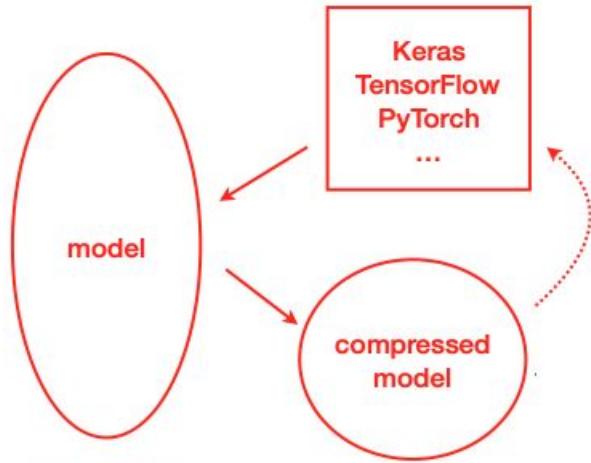 Keras
TensorFlow
PyTorch
...
model
compressed
model